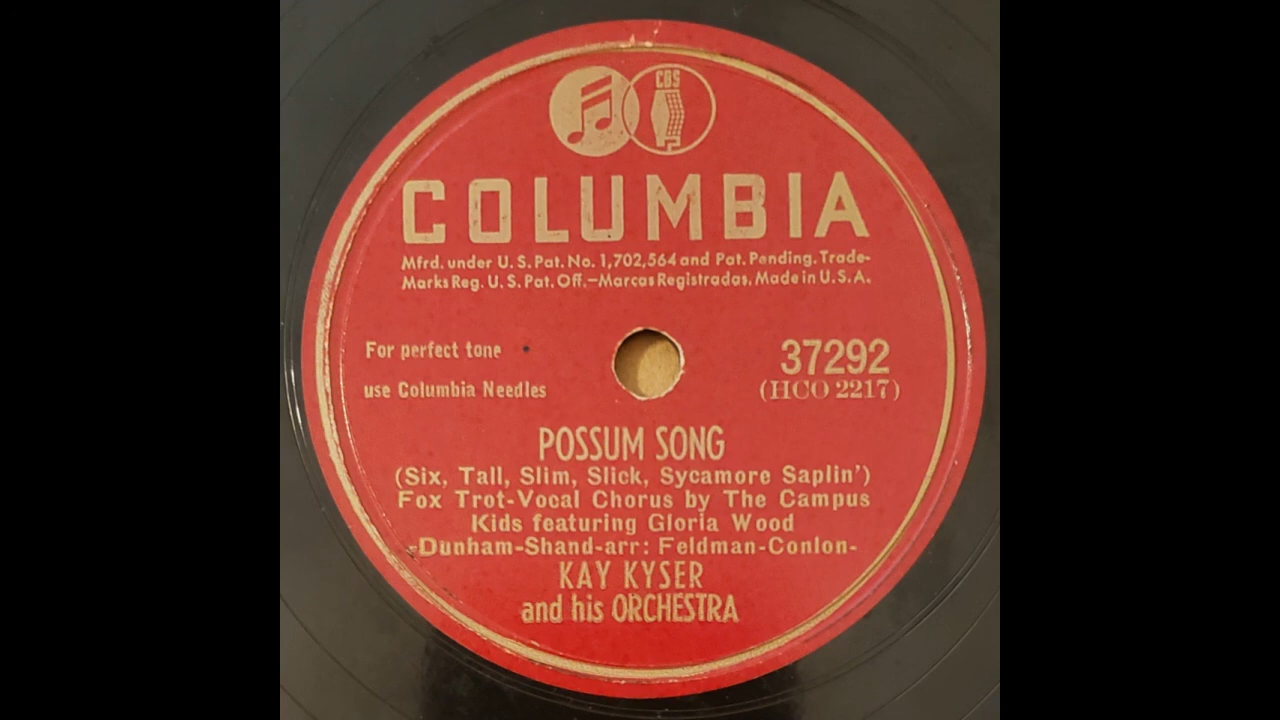 CBS
COLUMBIA
Mfrd. under U. S. Pat. No. 1,702,564 and Pat. Pending. Trade-
Marks Reg. U. S. Pat. Off.—Marcas Registradas. Made in U. S. A.
For perfect tone
use Columbia Needles
37292
(HCO 2217)
POSSUM SONG
(Six, Tall, Slim, Slick, Sycamore Saplin')
Fox Trot-Vocal Chorus by The Campus
Kids featuring Gloria Wood
-Dunham-Shand-arr: Feldman-Conlon-
KAY KYSER
and his ORCHESTRA